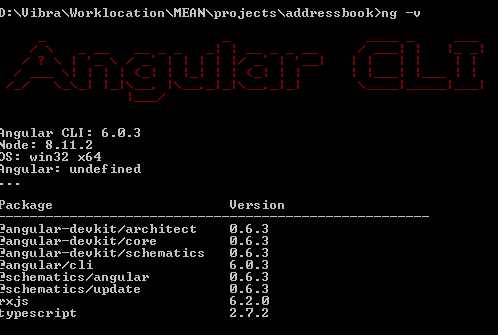 D:\Vibra\Worklocation\MEAN\projects\addressbook>ng -v
Angular CLI
Angular CLI: 6.0.3
Node: 8.11.2
OS: win32 x64
Angular: undefined
...
Package Version
------------------------------------------------------
@angular-devkit/architect 0.6.3
@angular-devkit/core 0.6.3
@angular-devkit/schematics 0.6.3
@angular/cli 6.0.3
@schematics/angular 0.6.3
@schematics/update 0.6.3
rxjs 6.2.0
typescript 2.7.2